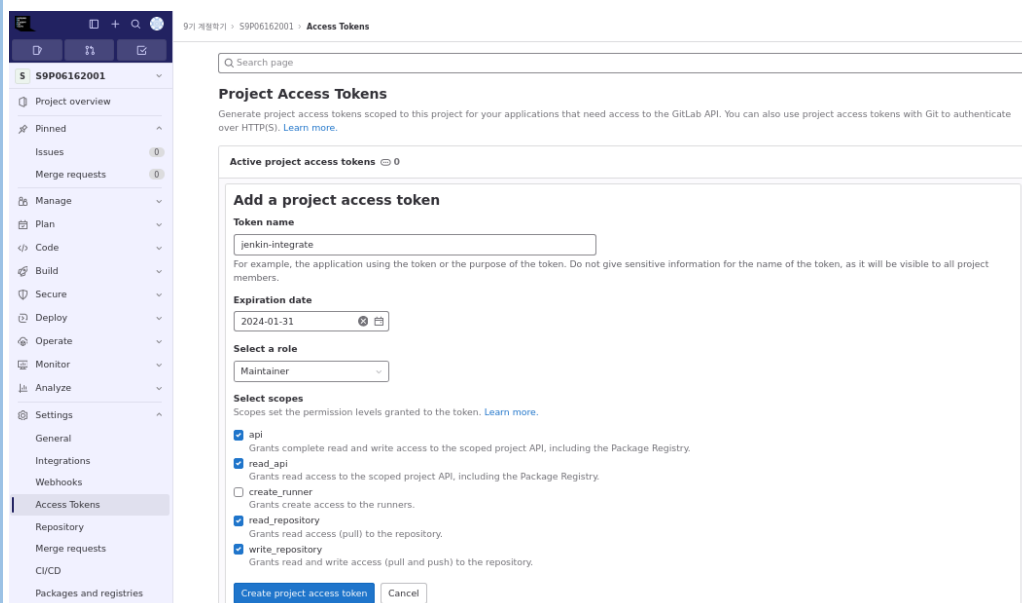 9기 계절학기 › S9P06162001 › Access Tokens
S S9P06162001
Project overview
Pinned
Issues 0
Merge requests 0
Manage
Plan
Code
Build
Secure
Deploy
Operate
Monitor
Analyze
Settings
General
Integrations
Webhooks
Access Tokens
Repository
Merge requests
CI/CD
Packages and registries
Search page
Project Access Tokens
Generate project access tokens scoped to this project for your applications that need access to the GitLab API. You can also use project access tokens with Git to authenticate
over HTTP(S). Learn more.
Active project access tokens 0
Add a project access token
Token name
jenkin-integrate
For example, the application using the token or the purpose of the token. Do not give sensitive information for the name of the token, as it will be visible to all project
members.
Expiration date
2024-01-31
Select a role
Maintainer
Select scopes
Scopes set the permission levels granted to the token. Learn more.
api
Grants complete read and write access to the scoped project API, including the Package Registry.
read_api
Grants read access to the scoped project API, including the Package Registry.
create_runner
Grants create access to the runners.
read_repository
Grants read access (pull) to the repository.
write_repository
Grants read and write access (pull and push) to the repository.
Create project access token Cancel